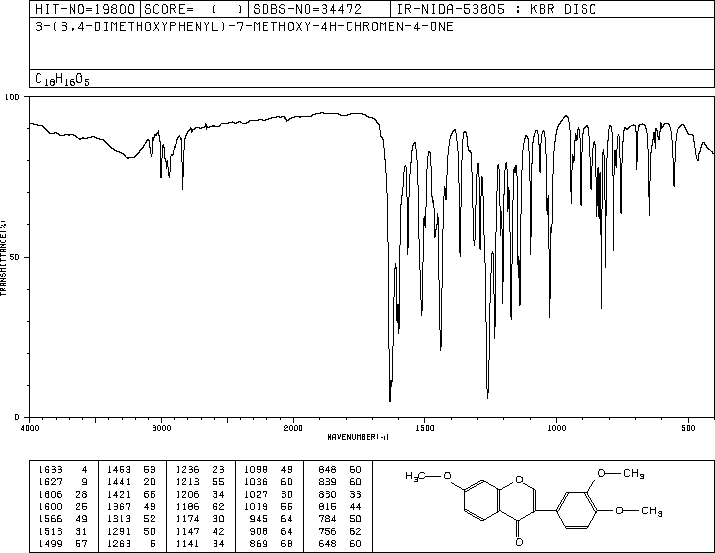 HIT-NO=19800 SCORE= ( ) SDBS-NO=34472 IR-NIDA-53805 : KBR DISC
3-(3,4-DIMETHOXYPHENYL)-7-METHOXY-4H-CHROMEN-4-ONE
C18H16O5
100
50
0
TRANSMITTANCE(%)
4000 3000 2000 1500 1000 500
WAVENUMBER(-1)
1633 4 1463 53 1236 23 1098 49 848 60
1627 9 1441 20 1213 55 1036 60 839 60
1606 28 1421 66 1206 34 1027 30 830 33
1600 25 1367 49 1186 62 1019 55 815 44
1566 49 1313 52 1174 30 945 64 784 50
1513 31 1291 50 1147 42 908 64 756 62
1499 57 1263 5 1141 34 869 68 648 60
H3C O O O CH3
O CH3
O